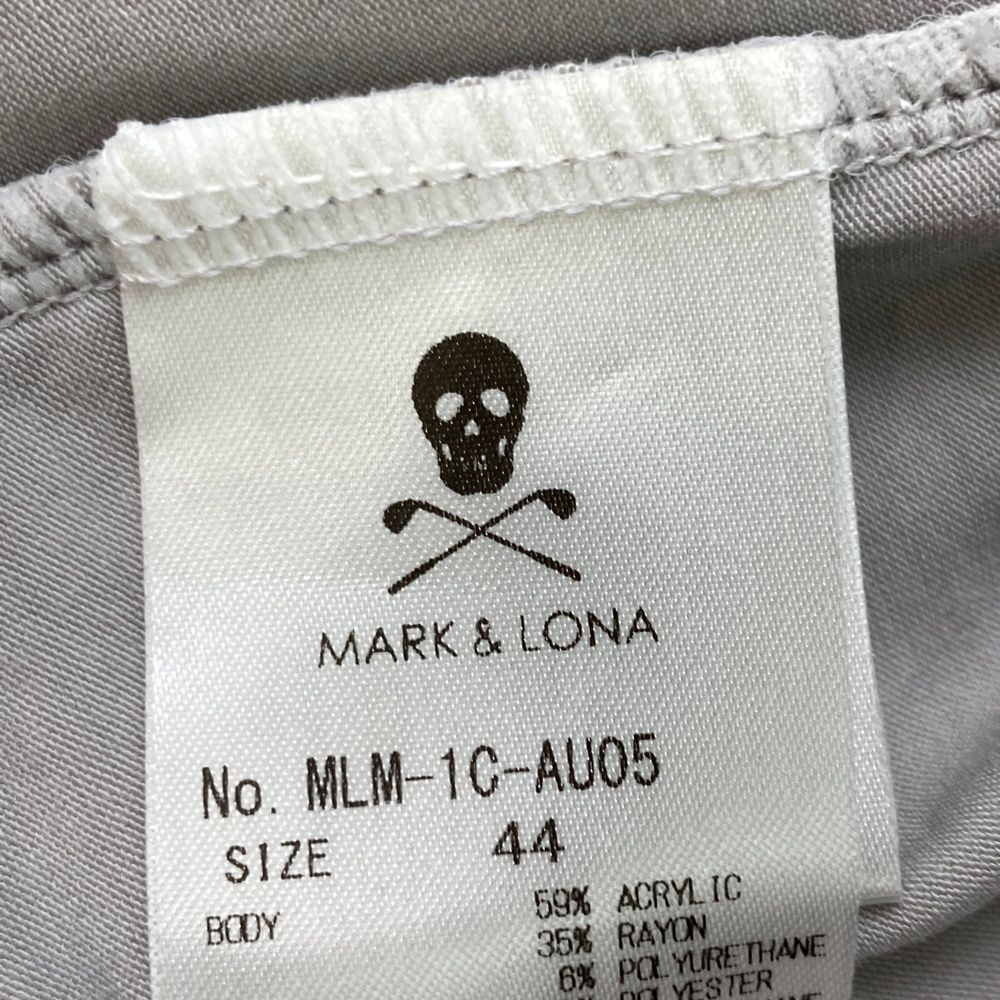 MARK & LONA
No. MLM-1C-AU05
SIZE 44
BODY 59% ACRYLIC
35% RAYON
6% POLYURETHANE
POLYESTER